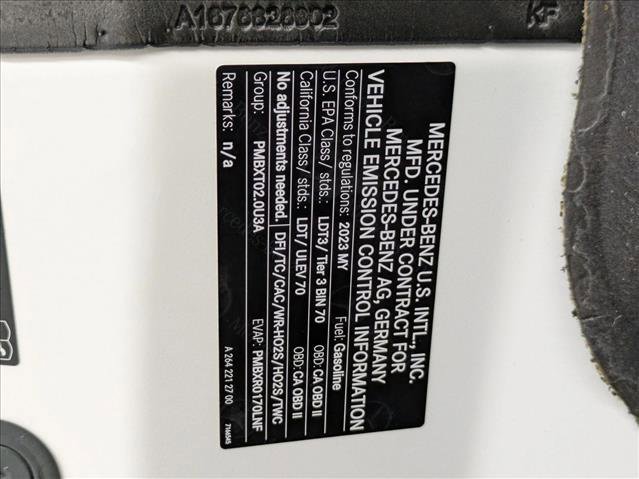 A1678828902
KF
MERCEDES-BENZ U.S. INTL., INC.
MFD. UNDER CONTRACT FOR
MERCEDES-BENZ AG, GERMANY
VEHICLE EMISSION CONTROL INFORMATION
Conforms to regulations: 2023 MY Fuel: Gasoline
U.S. EPA Class/ stds.: LDT3/ Tier 3 BIN 70 OBD: CA OBD II
California Class/ stds.: LDT/ ULEV 70 OBD: CA OBD II
No adjustments needed. DFI/TC/CAC/WR-HO2S/HO2S/TWC
Group: PMBXT02.0U3A EVAP: PMBXR0170LNF
Remarks: n/a
A 264 221 27 00